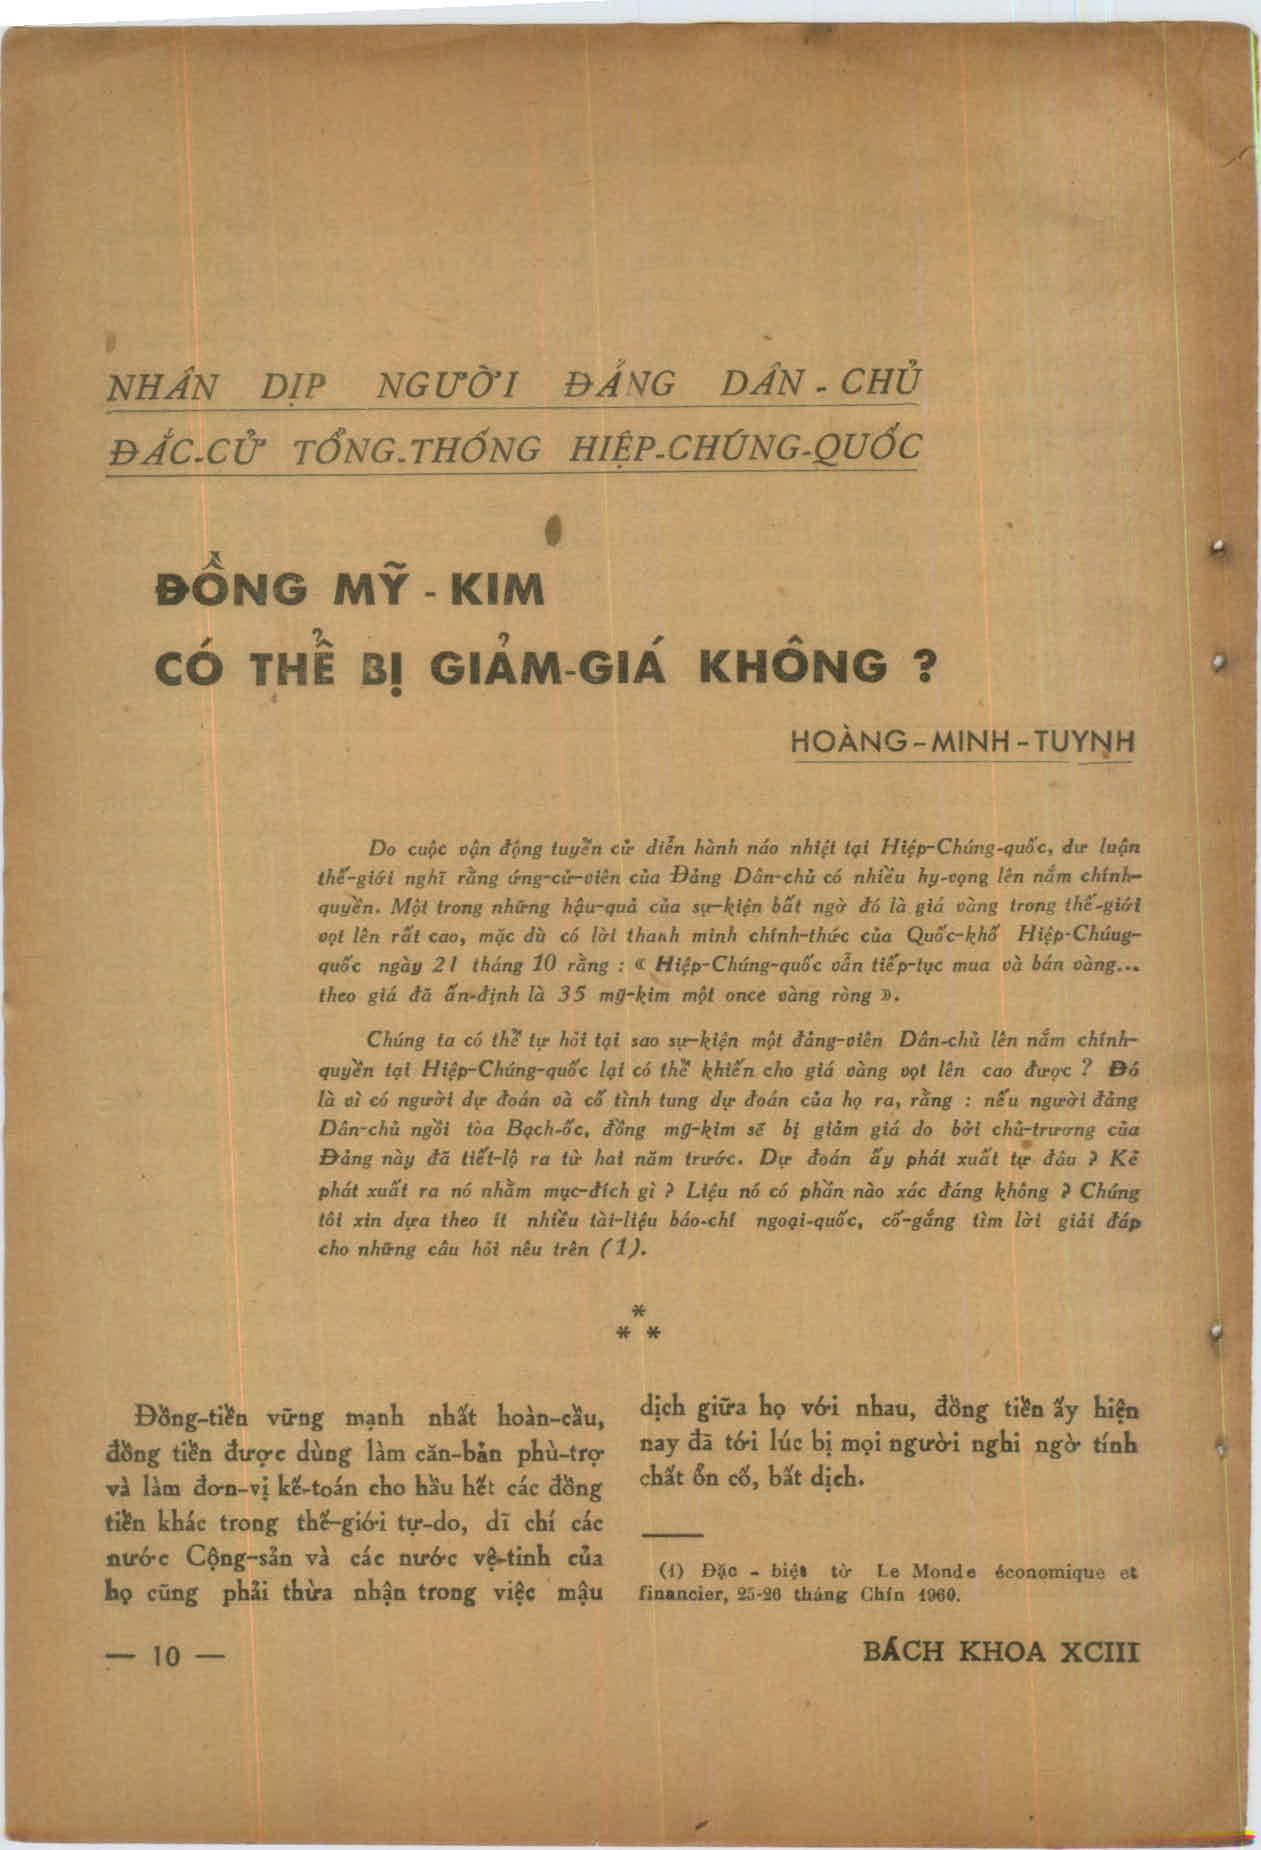 NHÂN DỊP NGƯỜI ĐẢNG DÂN - CHỦ
ĐẮC-CỬ TỔNG-THỐNG HIỆP-CHÚNG-QUỐC
ĐỒNG MỸ - KIM
CÓ THỂ BỊ GIẢM-GIÁ KHÔNG ?
HOÀNG-MINH-TUYNH
Do cuộc vận động tuyển cử diễn hành náo nhiệt tại Hiệp-Chúng-quốc, dư luận
thế-giới nghĩ rằng ứng-cử-viên của Đảng Dân-chủ có nhiều hy-vọng lên nắm chính-
quyền. Một trong những hậu-quả của sự-kiện bất ngờ đó là giá vàng trong thế-giới
vọt lên rất cao, mặc dù có lời thanh minh chính-thức của Quốc-khố Hiệp-Chúug-
quốc ngày 21 tháng 10 rằng : « Hiệp-Chúng-quốc vẫn tiếp-tục mua và bán vàng...
theo giá đã ấn-định là 35 mỹ-kim một once vàng ròng ».
Chúng ta có thể tự hỏi tại sao sự-kiện một đảng-viên Dân-chủ lên nắm chính-
quyền tại Hiệp-Chúng-quốc lại có thể khiến cho giá vàng vọt lên cao được ? Đó
là vì có người dự đoán và cố tình tung dự đoán của họ ra, rằng : nếu người đảng
Dân-chủ ngồi tòa Bạch-ốc, đồng mỹ-kim sẽ bị giảm giá do bởi chủ-trương của
Đảng này đã tiết-lộ ra từ hai năm trước. Dự đoán ấy phát xuất tự đâu ? Kẻ
phát xuất ra nó nhằm mục-đích gì ? Liệu nó có phần nào xác đáng không ? Chúng
tôi xin dựa theo ít nhiều tài-liệu báo-chí ngoại-quốc, cố-gắng tìm lời giải đáp
cho những câu hỏi nêu trên (1).
*
* *
Đồng-tiền vững mạnh nhất hoàn-cầu,
đồng tiền được dùng làm căn-bản phù-trợ
và làm đơn-vị kế-toán cho hầu hết các đồng
tiền khác trong thế-giới tự-do, dĩ chí các
nước Cộng-sản và các nước vệ-tinh của
họ cũng phải thừa nhận trong việc mậu
dịch giữa họ với nhau, đồng tiền ấy hiện
nay đã tới lúc bị mọi người nghi ngờ tính
chất ổn cố, bất dịch.
(1) Đặc - biệt tờ Le Monde économique et
financier, 25-26 tháng Chín 1960.
— 10 —
BÁCH KHOA XCIII